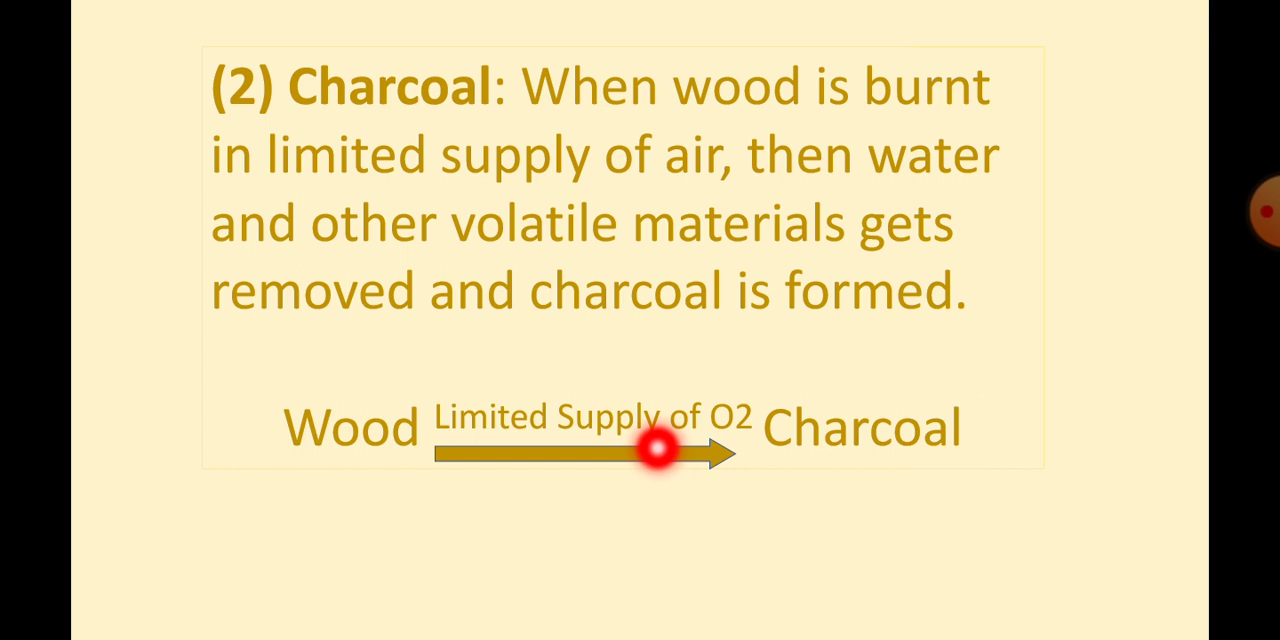 (2) Charcoal: When wood is burnt
in limited supply of air, then water
and other volatile materials gets
removed and charcoal is formed.
Limited Supply of O2
Wood Charcoal